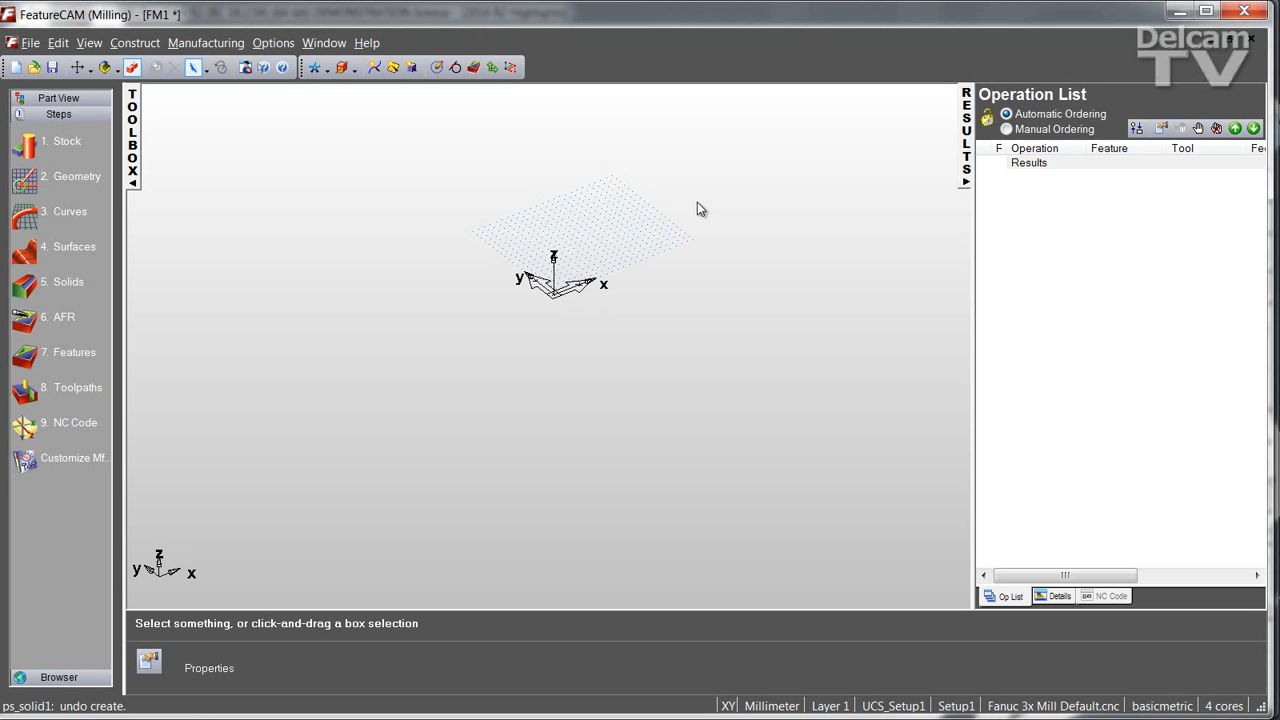 FeatureCAM (Milling) - [FM1 *]
File Edit View Construct Manufacturing Options Window Help
Delcam
TV
Part View
Steps
1. Stock
2. Geometry
3. Curves
4. Surfaces
5. Solids
6. AFR
7. Features
8. Toolpaths
9. NC Code
Customize Mf...
Browser
TOOLBOX
z
y
x
z
y
x
RESULTS
Operation List
Automatic Ordering
Manual Ordering
F Operation Feature Tool Fe
Results
Op List Details NC Code
Select something, or click-and-drag a box selection
Properties
ps_solid1: undo create.
XY Millimeter Layer 1 UCS_Setup1 Setup1 Fanuc 3x Mill Default.cnc basicmetric 4 cores